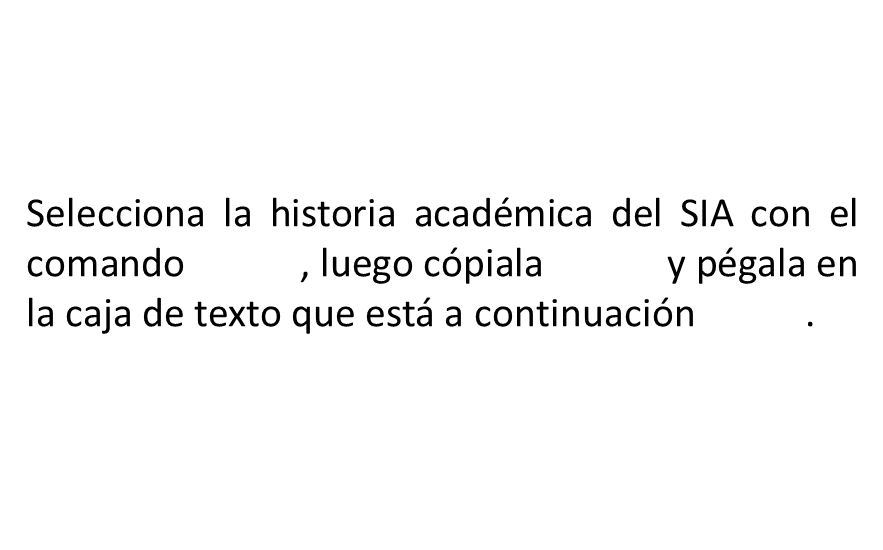 Selecciona la historia académica del SIA con el
comando , luego cópiala y pégala en
la caja de texto que está a continuación .